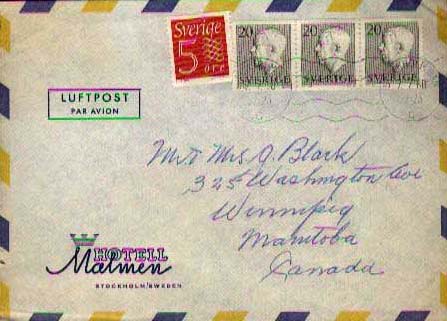 Sverige
5
öre
20
SVERIGE
20
SVERIGE
20
SVERIGE
LUFTPOST
PAR AVION
Mr & Mrs J. Black
325 Washington Ave
Winnipeg
Manitoba
Canada
HOTELL
Malmen
STOCKHOLM/SWEDEN